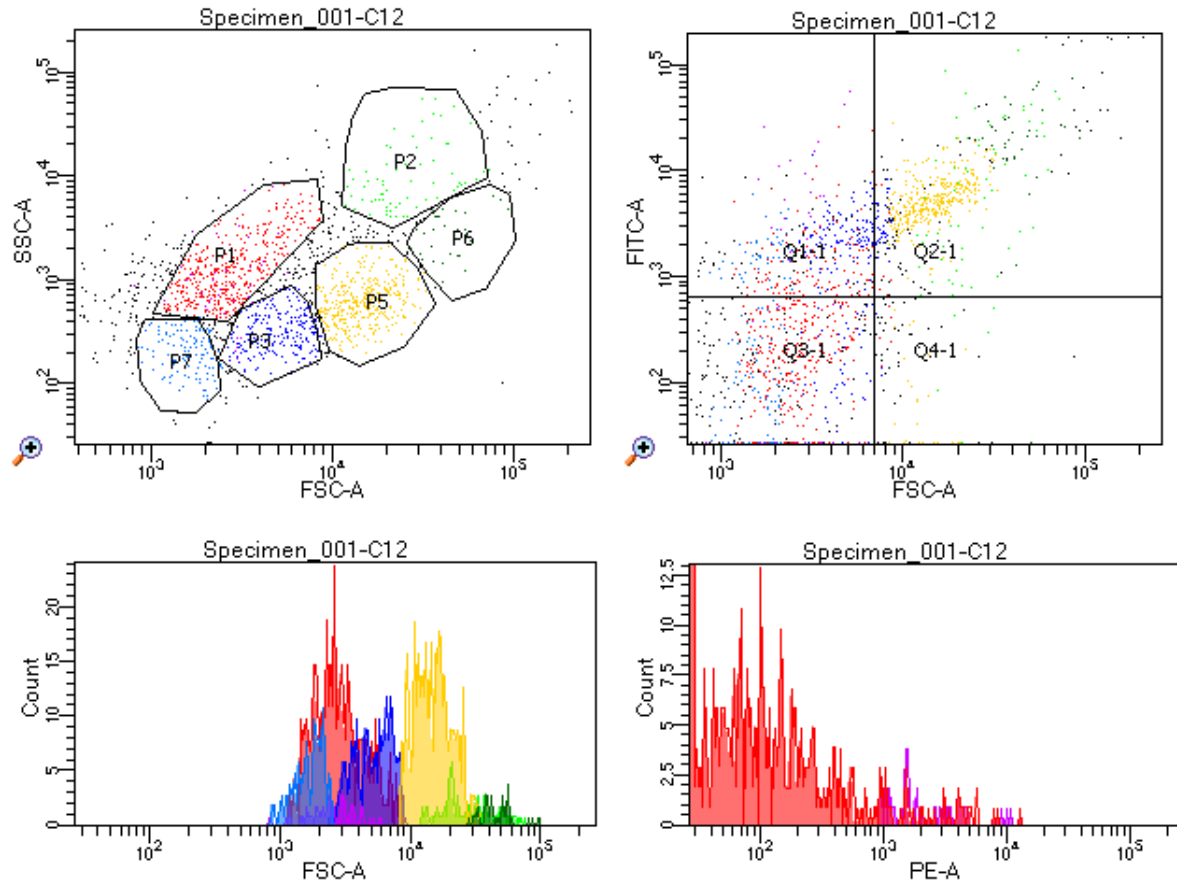 Specimen_001-C12
SSC-A
10^5
10^4
10^3
10^2
P1
P2
P3
P5
P6
P7
10^3
10^4
10^5
FSC-A
Specimen_001-C12
FITC-A
10^5
10^4
10^3
10^2
Q1-1
Q2-1
Q3-1
Q4-1
10^3
10^4
10^5
FSC-A
Specimen_001-C12
Count
20
15
10
5
0
10^2
10^3
10^4
10^5
FSC-A
Specimen_001-C12
Count
12.5
10
7.5
5
2.5
0
10^2
10^3
10^4
PE-A